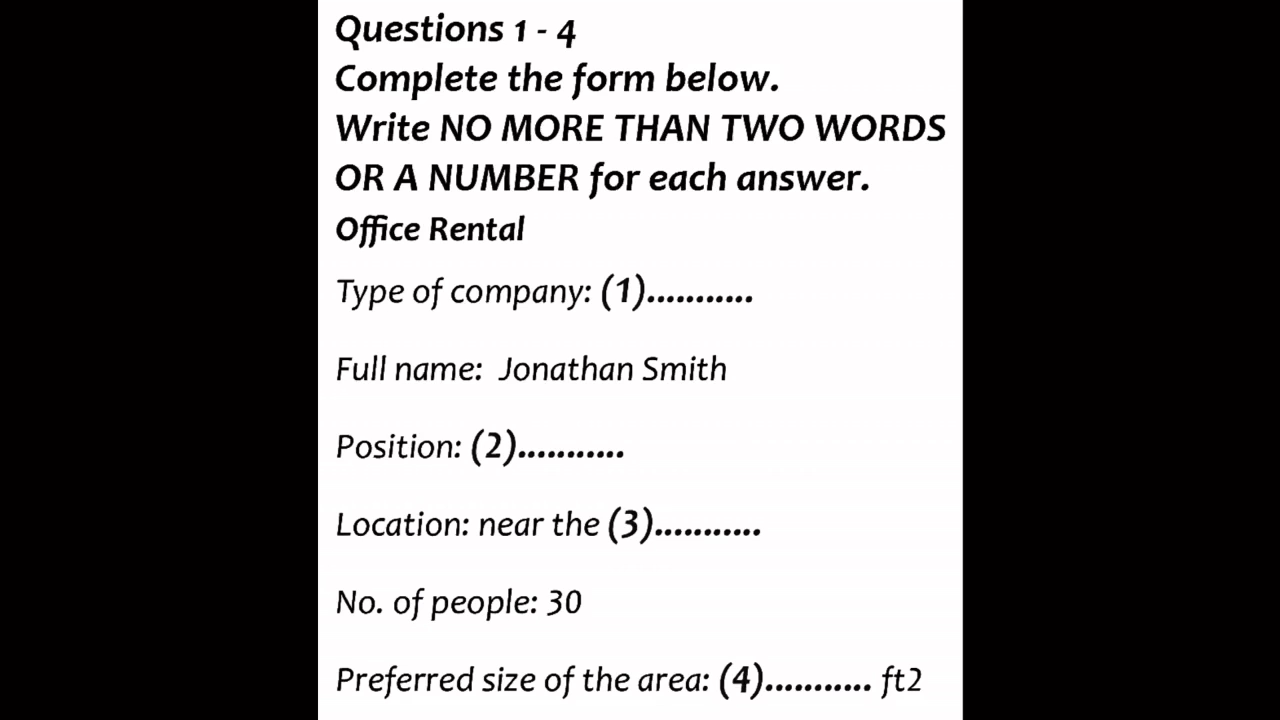 Questions 1 - 4
Complete the form below.
Write NO MORE THAN TWO WORDS
OR A NUMBER for each answer.
Office Rental
Type of company: (1)...........
Full name:  Jonathan Smith
Position: (2)...........
Location: near the (3)...........
No. of people: 30
Preferred size of the area: (4)........... ft2